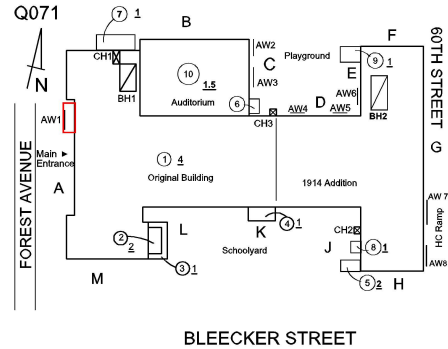 Q071
N
B
F
7 1
CH1
BH1
10 1.5
Auditorium
AW2
C
AW3
6
CH3
Playground
D
AW4
AW5
E
AW6
9 1
BH2
60TH STREET
G
AW1
Main
Entrance
A
FOREST AVENUE
1 4
Original Building
1914 Addition
AW 7
HC Ramp
AW8
2
2
3 1
L
K
4 1
Schoolyard
J
CH2
8 1
5 2
M
H
BLEECKER STREET